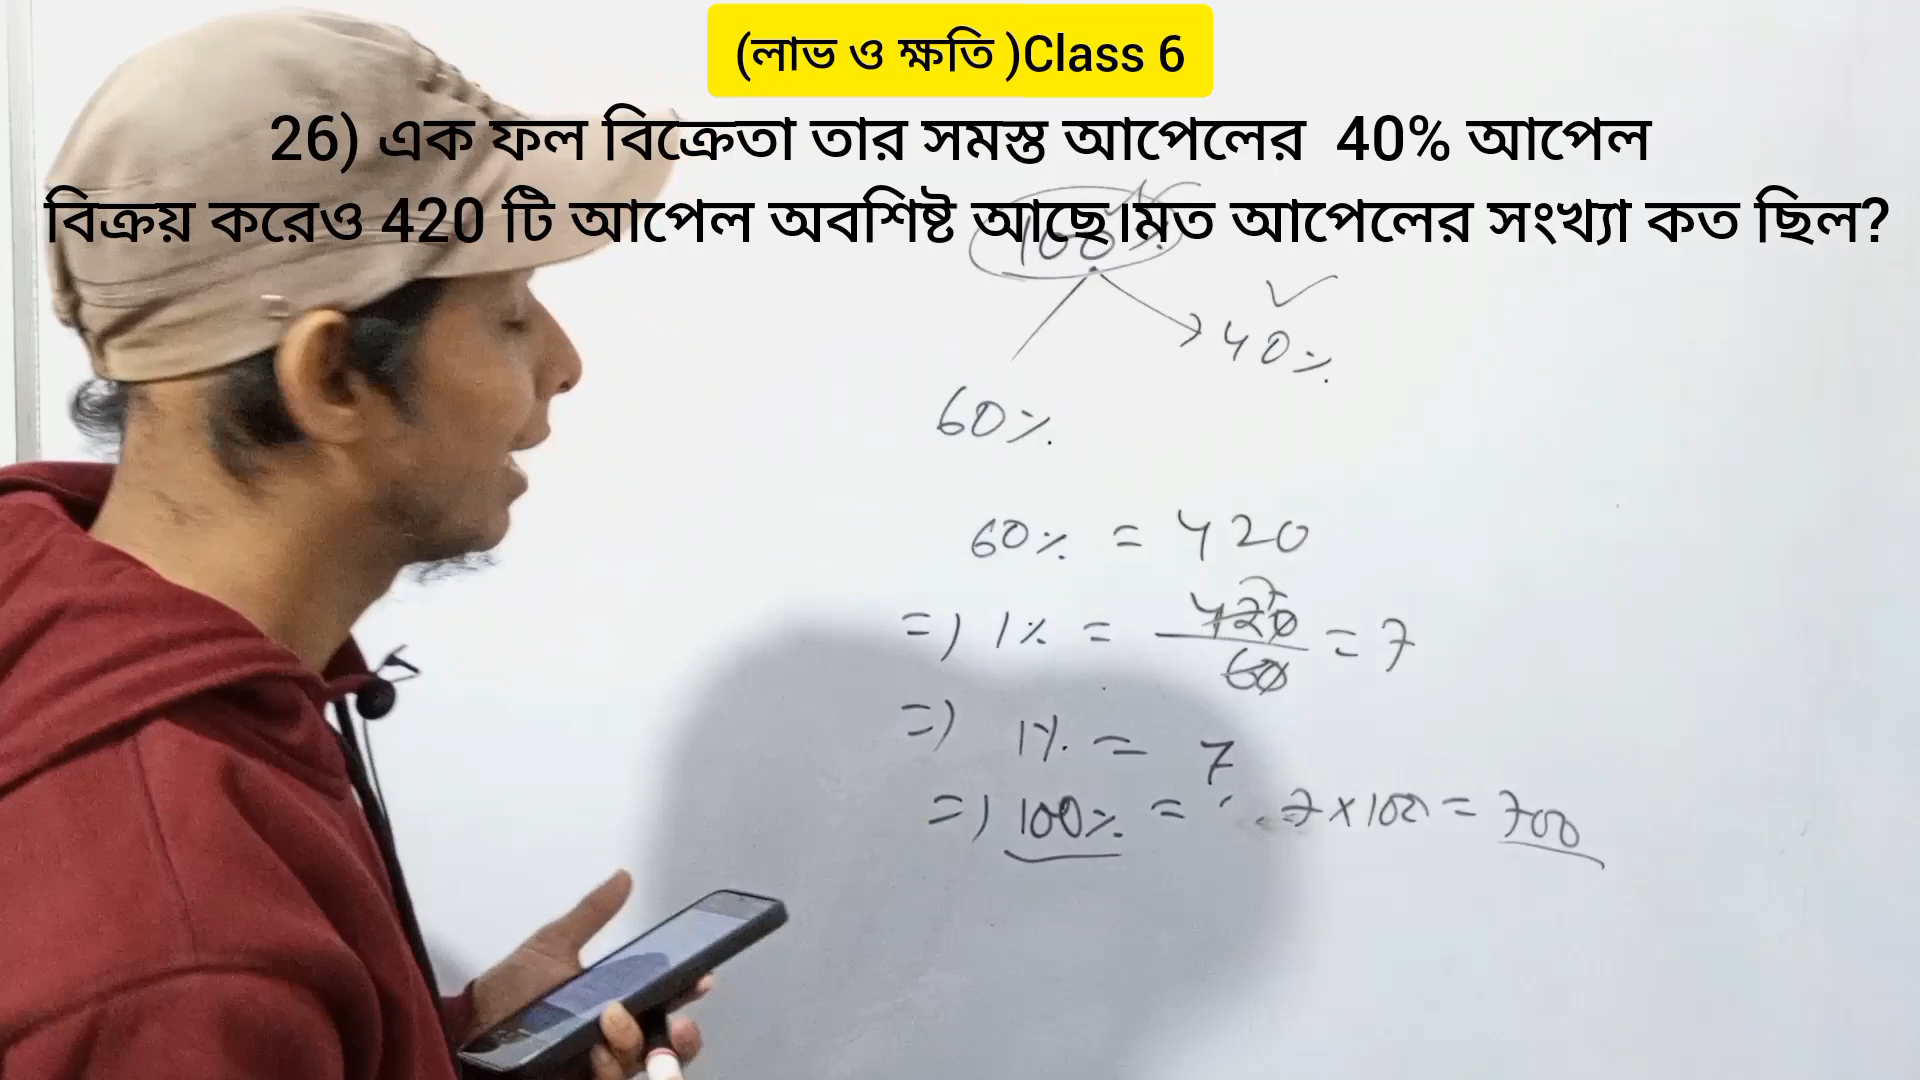 (লাভ ও ক্ষতি )Class 6
26) এক ফল বিক্রেতা তার সমস্ত আপেলের 40% আপেল
বিক্রয় করেও 420 টি আপেল অবশিষ্ট আছে।মত আপেলের সংখ্যা কত ছিল?
100%
40%
60%
60% = 420
=) 1% = 420/60 = 7
=) 1% = 7
=) 100% = 7 x 100 = 700